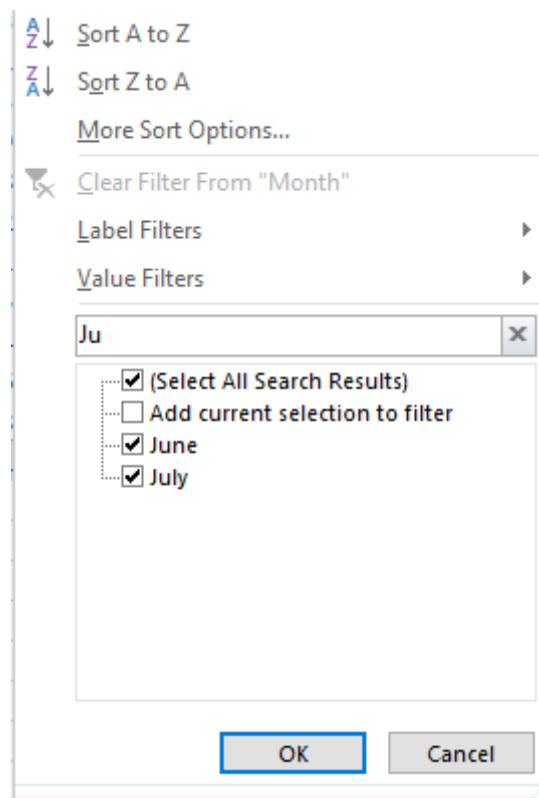 Sort A to Z
Sort Z to A
More Sort Options...
Clear Filter From "Month"
Label Filters
Value Filters
Ju
(Select All Search Results)
Add current selection to filter
June
July
OK Cancel